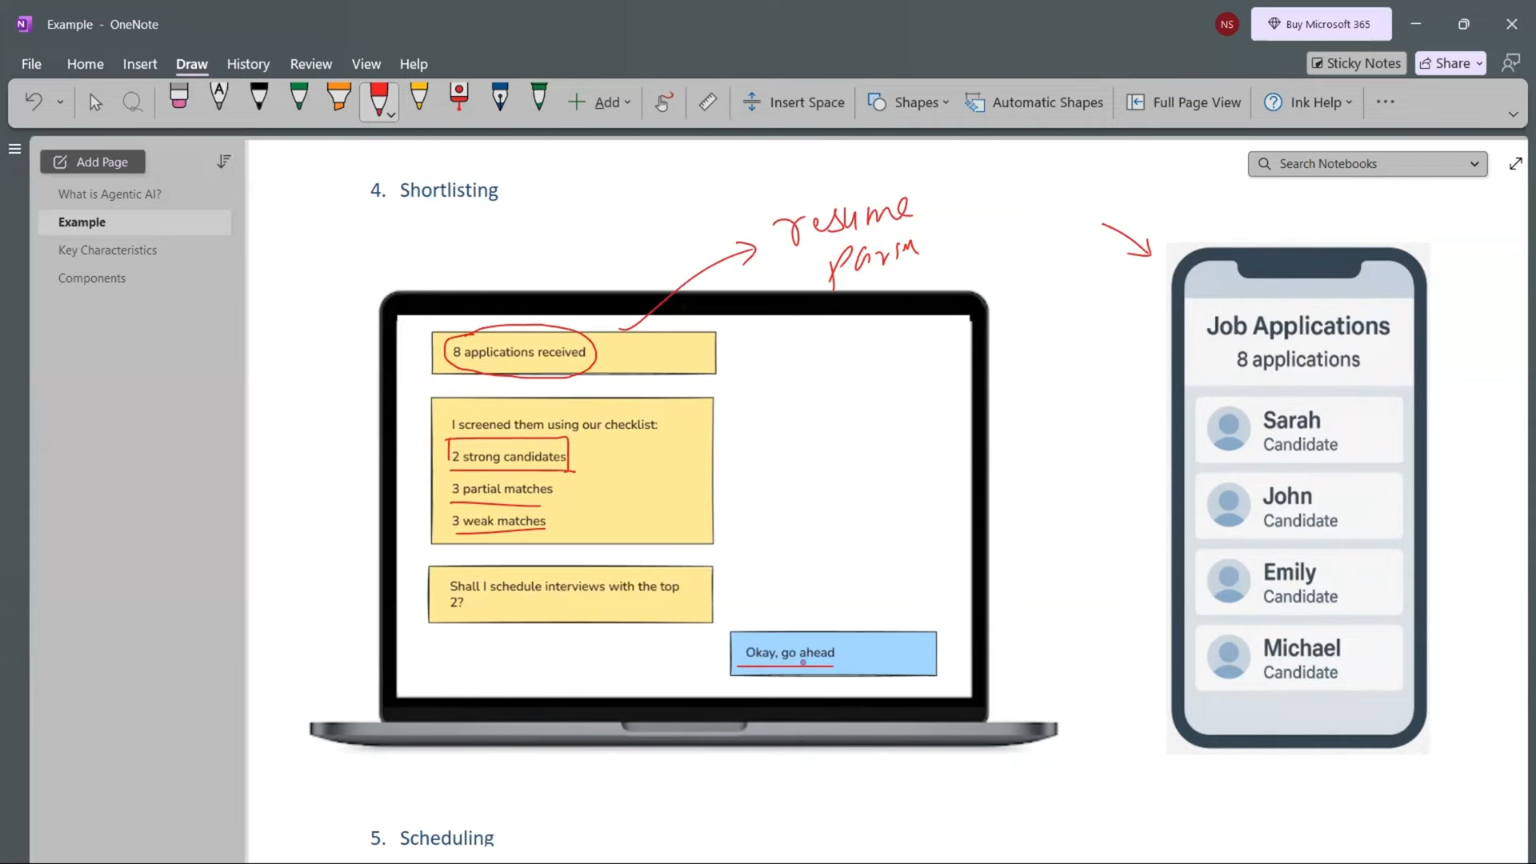 Example - OneNote
NS
Buy Microsoft 365
File Home Insert Draw History Review View Help
Sticky Notes
Share
Add
Insert Space
Shapes
Automatic Shapes
Full Page View
Ink Help
Add Page
What is Agentic AI?
Example
Key Characteristics
Components
Search Notebooks
4. Shortlisting
resume
8 applications received
I screened them using our checklist:
2 strong candidates
3 partial matches
3 weak matches
Shall I schedule interviews with the top
2?
Okay, go ahead
Job Applications
8 applications
Sarah
Candidate
John
Candidate
Emily
Candidate
Michael
Candidate
5. Scheduling